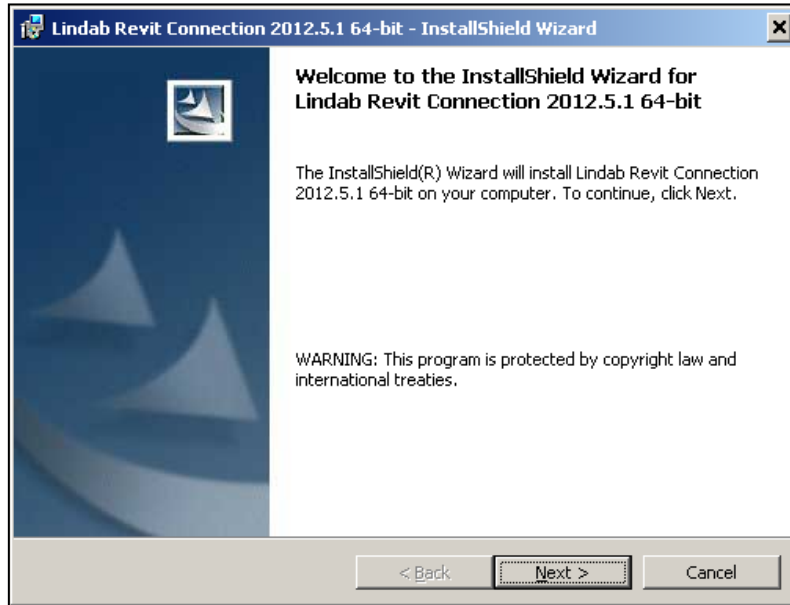 Lindab Revit Connection 2012.5.1 64-bit - InstallShield Wizard
Welcome to the InstallShield Wizard for
Lindab Revit Connection 2012.5.1 64-bit
The InstallShield(R) Wizard will install Lindab Revit Connection
2012.5.1 64-bit on your computer. To continue, click Next.
WARNING: This program is protected by copyright law and
international treaties.
< Back
Next >
Cancel